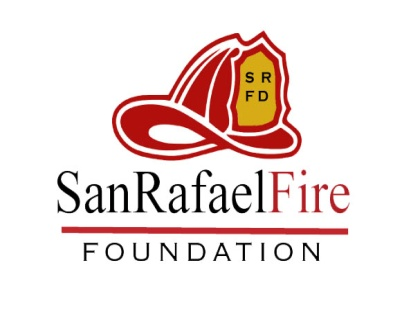 S R
F D
SanRafaelFire
FOUNDATION